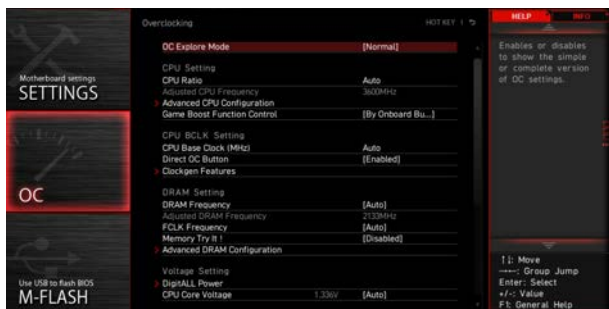 Overclocking
HOT KEY
HELP
INFO
OC Explore Mode [Normal]
CPU Setting
CPU Ratio Auto
Adjusted CPU Frequency 3600MHz
Advanced CPU Configuration
Game Boost Function Control [By Onboard Bu...]
CPU BCLK Setting
CPU Base Clock (MHz) Auto
Direct OC Button [Enabled]
Clockgen Features
DRAM Setting
DRAM Frequency [Auto]
Adjusted DRAM Frequency 2133MHz
FCLK Frequency [Auto]
Memory Try It ! [Disabled]
Advanced DRAM Configuration
Voltage Setting
DigitALL Power
CPU Core Voltage 1.336V [Auto]
Motherboard settings
SETTINGS
OC
Use USB to flash BIOS
M-FLASH
Enables or disables
to show the simple
or complete version
of OC settings.
↑↓: Move
→←: Group Jump
Enter: Select
+/-: Value
F1: General Help